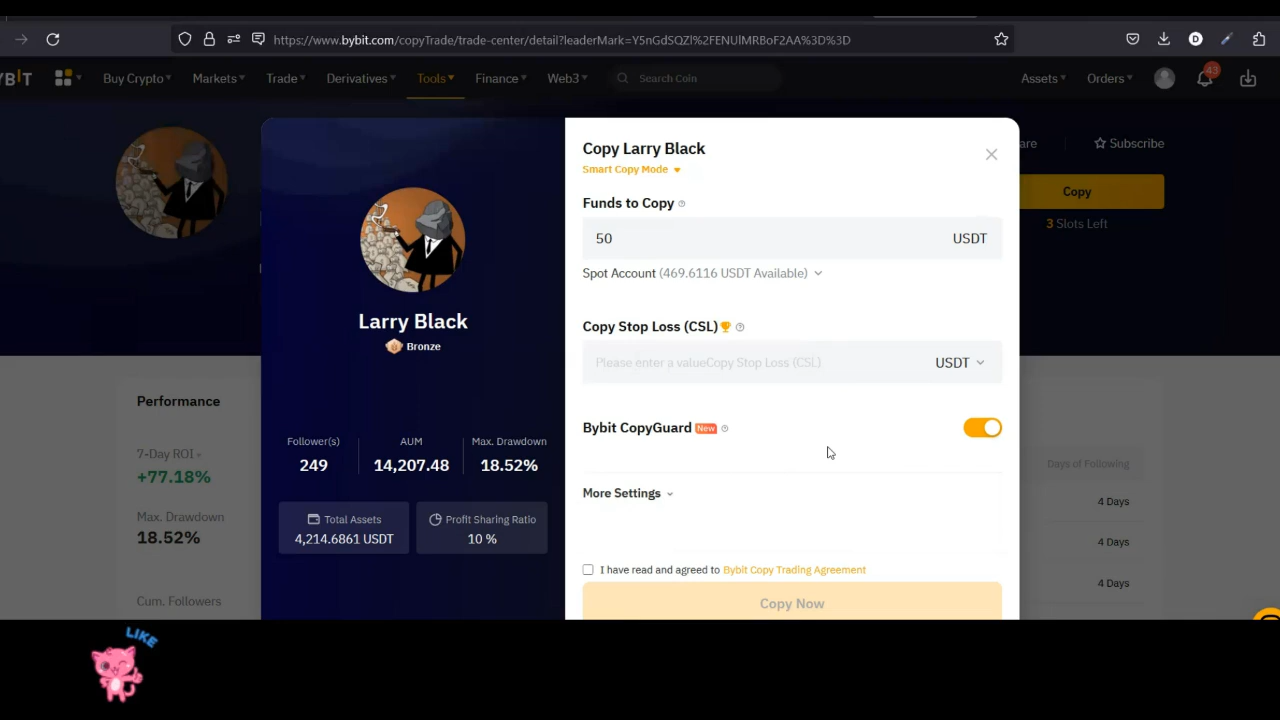 https://www.bybit.com/copyTrade/trade-center/detail?leaderMark=Y5nGdSQZl%2FENUlMRBoF2AA%3D%3D
D
YBIT
Buy Crypto
Markets
Trade
Derivatives
Tools
Finance
Web3
Search Coin
Assets
Orders
43
are
Subscribe
Copy
3 Slots Left
Larry Black
Bronze
Follower(s)
AUM
Max. Drawdown
249
14,207.48
18.52%
Total Assets
4,214.6861 USDT
Profit Sharing Ratio
10 %
Copy Larry Black
Smart Copy Mode
Funds to Copy
50
USDT
Spot Account (469.6116 USDT Available)
Copy Stop Loss (CSL)
Please enter a valueCopy Stop Loss (CSL)
USDT
Bybit CopyGuard New
More Settings
I have read and agreed to Bybit Copy Trading Agreement
Copy Now
Performance
7-Day ROI
+77.18%
Max. Drawdown
18.52%
Cum. Followers
Days of Following
4 Days
4 Days
4 Days
LIKE